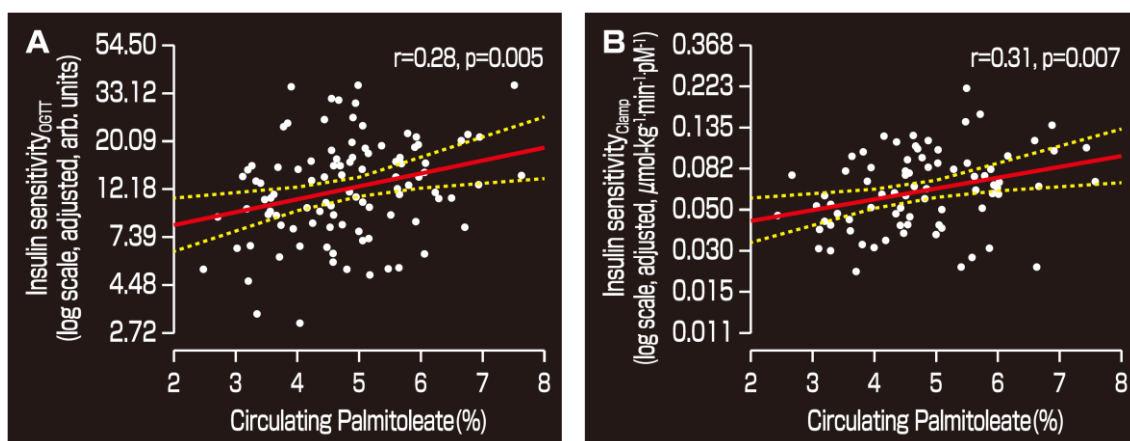 A
r=0.28, p=0.005
Insulin sensitivityOGTT
(log scale, adjusted, arb. units)
54.50
33.12
20.09
12.18
7.39
4.48
2.72
2 3 4 5 6 7 8
Circulating Palmitoleate(%)
B
r=0.31, p=0.007
Insulin sensitivityClamp
(log scale, adjusted, μmol·kg⁻¹·min⁻¹·pM⁻¹)
0.368
0.223
0.135
0.082
0.050
0.030
0.015
0.011
2 3 4 5 6 7 8
Circulating Palmitoleate(%)